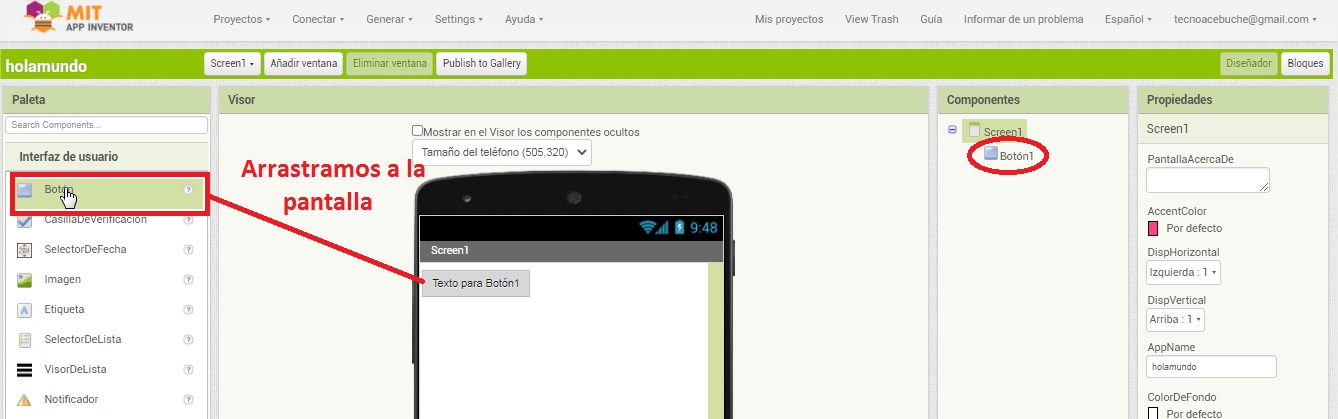 MIT
APP INVENTOR
Proyectos Conectar Generar Settings Ayuda Mis proyectos View Trash Guía Informar de un problema Español tecnoacebuche@gmail.com
holamundo Screen1 Añadir ventana Eliminar ventana Publish to Gallery Diseñador Bloques
Paleta
Search Components...
Interfaz de usuario
Botón
CasillaDeVerificación
SelectorDeFecha
Imagen
Etiqueta
SelectorDeLista
VisorDeLista
Notificador
Visor
Mostrar en el Visor los componentes ocultos
Tamaño del teléfono (505,320)
Arrastramos a la
pantalla
9:48
Screen1
Texto para Botón1
Componentes
Screen1
Botón1
Propiedades
Screen1
PantallaAcercaDe
AccentColor
Por defecto
DispHorizontal
Izquierda : 1
DispVertical
Arriba : 1
AppName
holamundo
ColorDeFondo
Por defecto